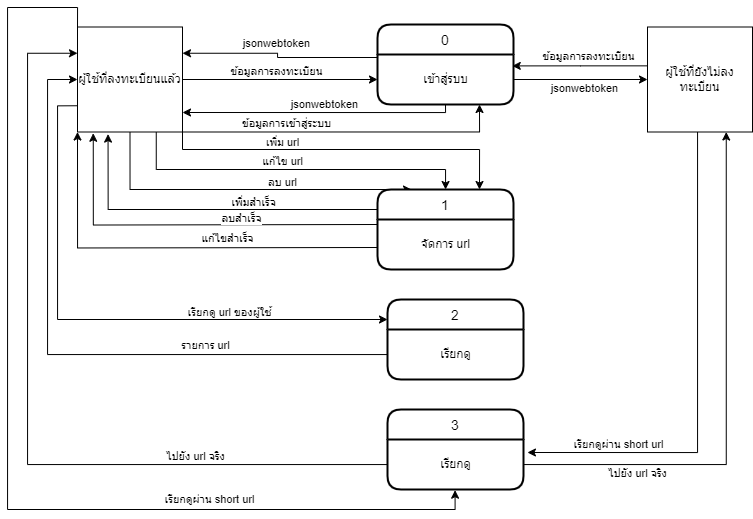 0
jsonwebtoken
ข้อมูลการลงทะเบียน
ผู้ใช้ที่ลงทะเบียนแล้ว
ข้อมูลการลงทะเบียน
เข้าสู่รบบ
ผู้ใช้ที่ยังไม่ลง
ทะเบียน
jsonwebtoken
jsonwebtoken
ข้อมูลการเข้าสู่ระบบ
เพิ่ม url
แก้ไข url
ลบ url
1
เพิ่มสำเร็จ
ลบสำเร็จ
แก้ไขสำเร็จ
จัดการ url
เรียกดู url ของผู้ใช้
2
รายการ url
เรียกดู
3
เรียกดูผ่าน short url
ไปยัง url จริง
เรียกดู
ไปยัง url จริง
เรียกดูผ่าน short url